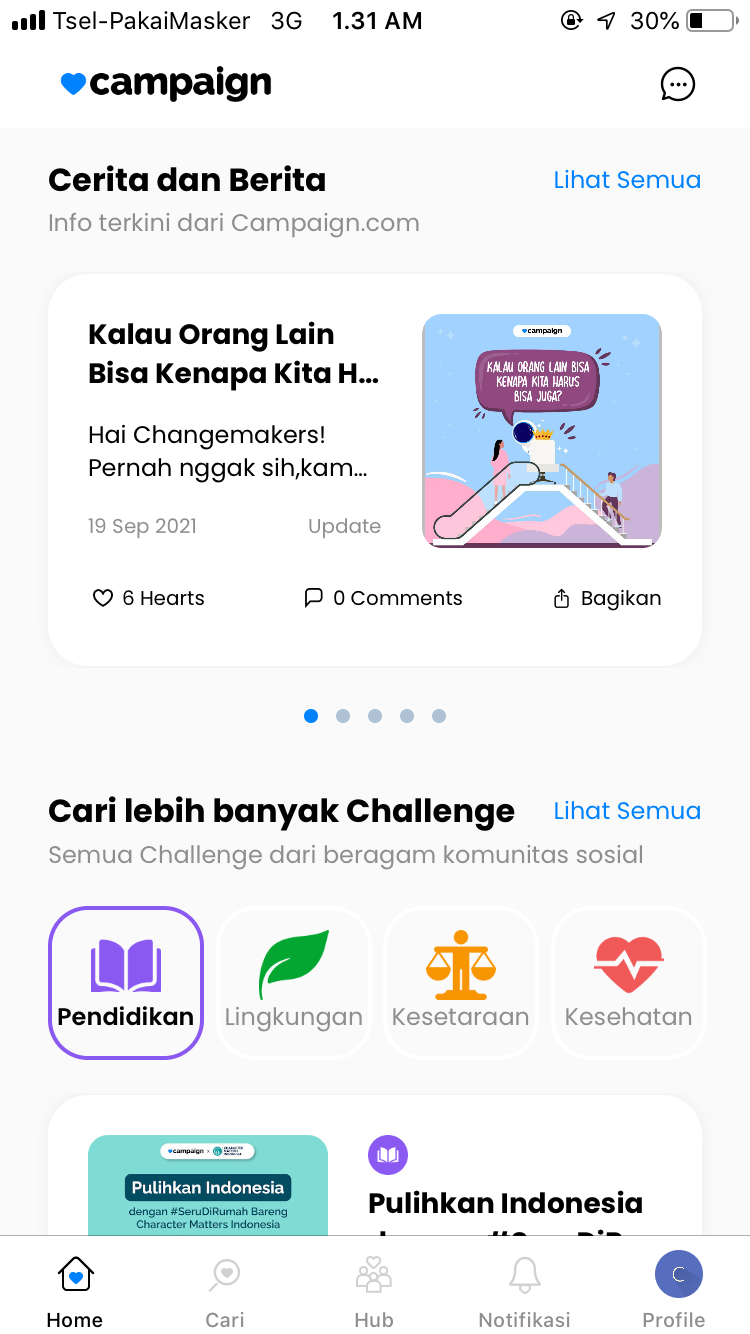 Tsel-PakaiMasker 3G 1.31 AM 30%
campaign
Cerita dan Berita Lihat Semua
Info terkini dari Campaign.com
Kalau Orang Lain
Bisa Kenapa Kita H...
Hai Changemakers!
Pernah nggak sih,kam...
19 Sep 2021 Update
campaign
KALAU ORANG LAIN BISA
KENAPA KITA HARUS
BISA JUGA?
6 Hearts 0 Comments Bagikan
Cari lebih banyak Challenge Lihat Semua
Semua Challenge dari beragam komunitas sosial
Pendidikan Lingkungan Kesetaraan Kesehatan
campaign x CHARACTER
MATTERS
INDONESIA
Pulihkan Indonesia
dengan #SeruDiRumah Bareng
Character Matters Indonesia
Pulihkan Indonesia
C
Home Cari Hub Notifikasi Profile